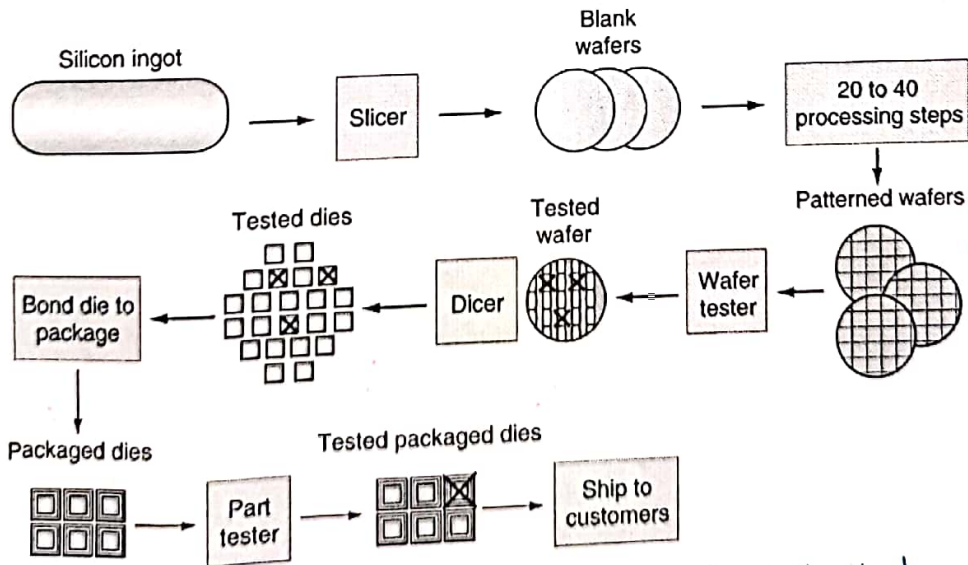 Silicon ingot
Slicer
Blank
wafers
20 to 40
processing steps
Patterned wafers
Wafer
tester
Tested
wafer
Dicer
Tested dies
Bond die to
package
Packaged dies
Part
tester
Tested packaged dies
Ship to
customers